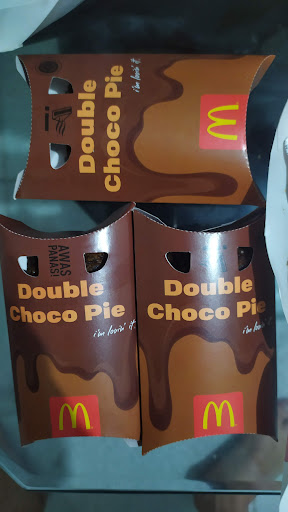 Double
Choco Pie
i'm lovin' it
AWAS
PANAS!
Double
Choco Pie
i'm lovin' it
Double
Choco Pie
i'm lovin' it